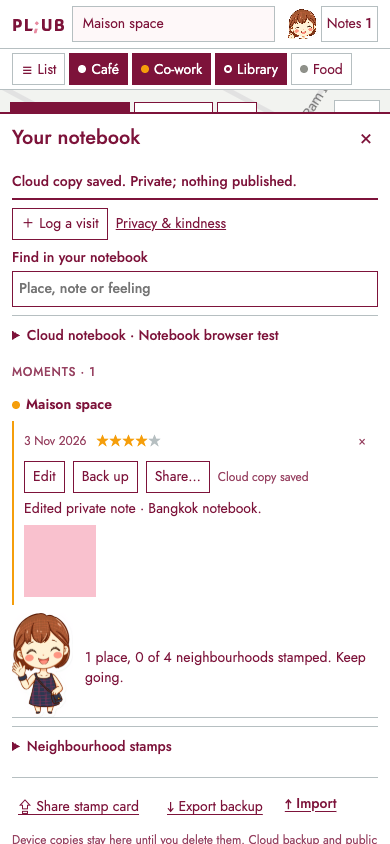 PL;UB
Maison space
Notes 1
≡ List
Café
Co-work
Library
Food
Your notebook
×
Cloud copy saved. Private; nothing published.
+ Log a visit
Privacy & kindness
Find in your notebook
Place, note or feeling
▶ Cloud notebook · Notebook browser test
MOMENTS · 1
Maison space
3 Nov 2026 ★★★★★ ×
Edit
Back up
Share...
Cloud copy saved
Edited private note · Bangkok notebook.
1 place, 0 of 4 neighbourhoods stamped. Keep
going.
▶ Neighbourhood stamps
Share stamp card
↓ Export backup
↑ Import
Device copies stay here until you delete them. Cloud backup and public